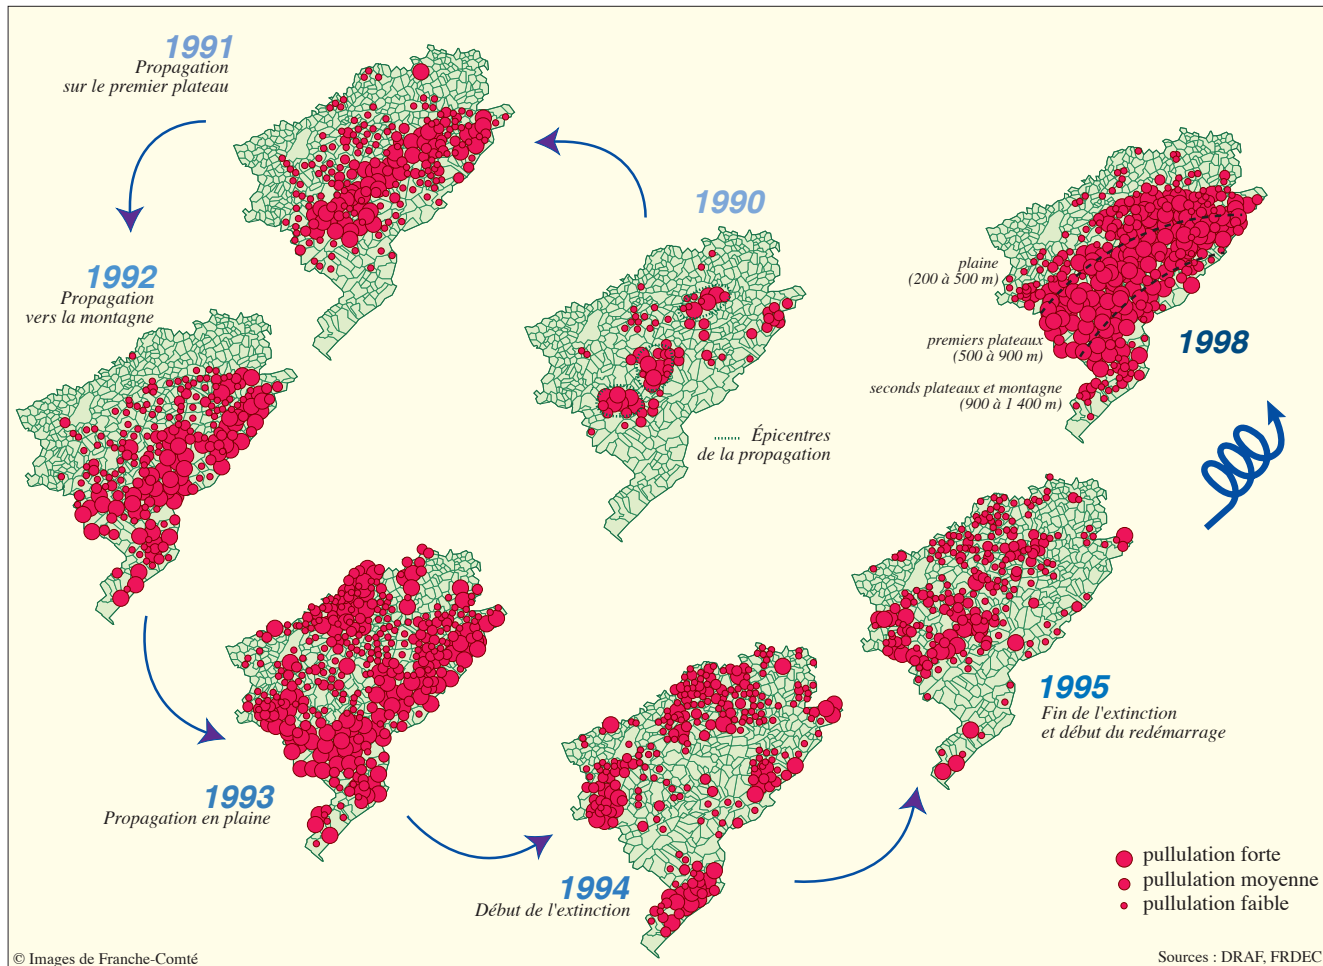 1991
Propagation
sur le premier plateau
1990
1992
Propagation
vers la montagne
plaine
(200 à 500 m)
premiers plateaux
(500 à 900 m)
1998
seconds plateaux et montagne
(900 à 1 400 m)
Épicentres
de la propagation
1995
Fin de l'extinction
et début du redémarrage
1993
Propagation en plaine
1994
Début de l'extinction
pullulation forte
pullulation moyenne
pullulation faible
© Images de Franche-Comté
Sources : DRAF, FRDEC